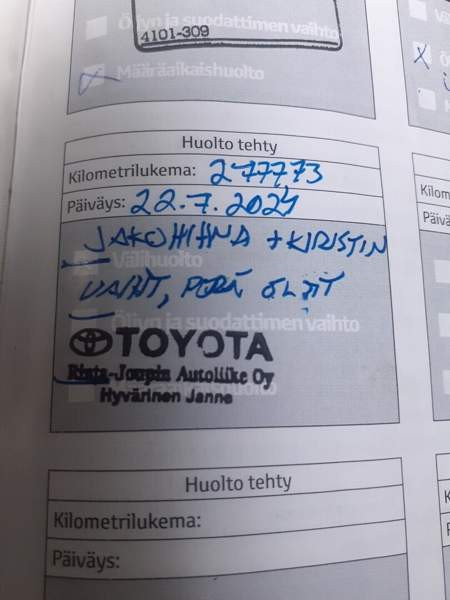 Öljyn ja suodattimen vaihto
4101-309
Määräaikaishuolto
Huolto tehty
Kilometrilukema: 277773
Päiväys: 22.7.2021
JAKOHIHNA + KIRISTIN
Välihuolto
VAIHT, PERÄ ÖLJYT
Öljyn ja suodattimen vaihto
TOYOTA
Rinta-Joupin Autoliike Oy
Hyvärinen Janne
Huolto tehty
Kilometrilukema:
Päiväys: